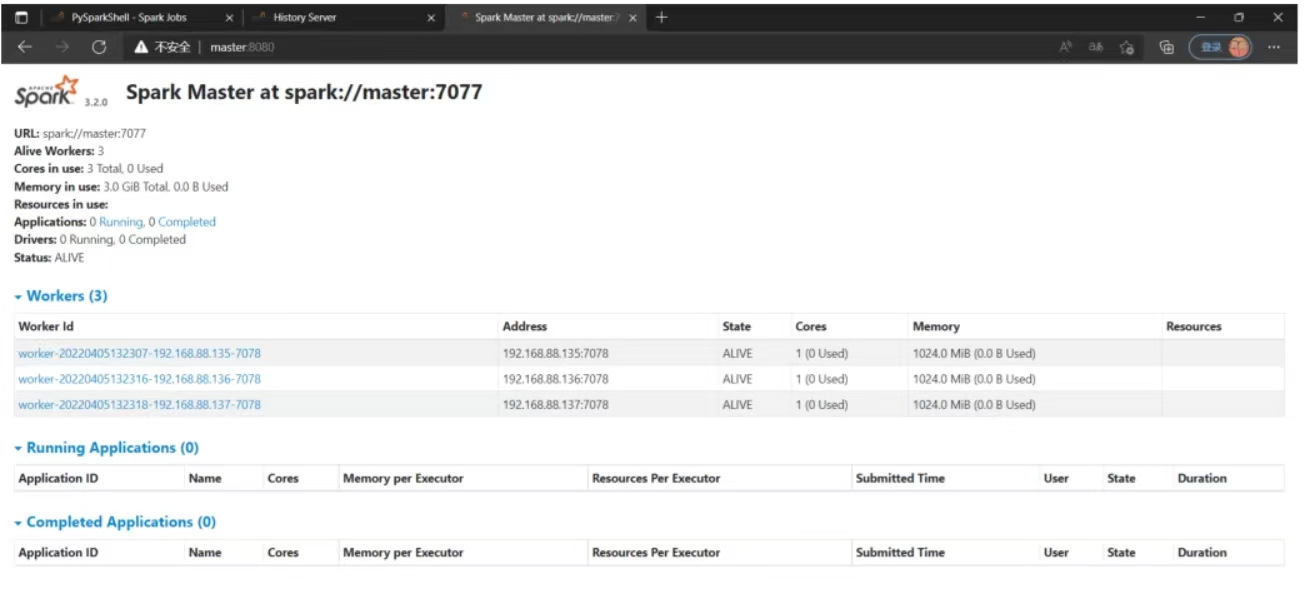 PySparkShell - Spark Jobs History Server Spark Master at spark://master:7
不安全 master:8080 登录
APACHE Spark 3.2.0 Spark Master at spark://master:7077
URL: spark://master:7077
Alive Workers: 3
Cores in use: 3 Total, 0 Used
Memory in use: 3.0 GiB Total, 0.0 B Used
Resources in use:
Applications: 0 Running, 0 Completed
Drivers: 0 Running, 0 Completed
Status: ALIVE
Workers (3)
Worker Id Address State Cores Memory Resources
worker-20220405132307-192.168.88.135-7078 192.168.88.135:7078 ALIVE 1 (0 Used) 1024.0 MiB (0.0 B Used)
worker-20220405132316-192.168.88.136-7078 192.168.88.136:7078 ALIVE 1 (0 Used) 1024.0 MiB (0.0 B Used)
worker-20220405132318-192.168.88.137-7078 192.168.88.137:7078 ALIVE 1 (0 Used) 1024.0 MiB (0.0 B Used)
Running Applications (0)
Application ID Name Cores Memory per Executor Resources Per Executor Submitted Time User State Duration
Completed Applications (0)
Application ID Name Cores Memory per Executor Resources Per Executor Submitted Time User State Duration